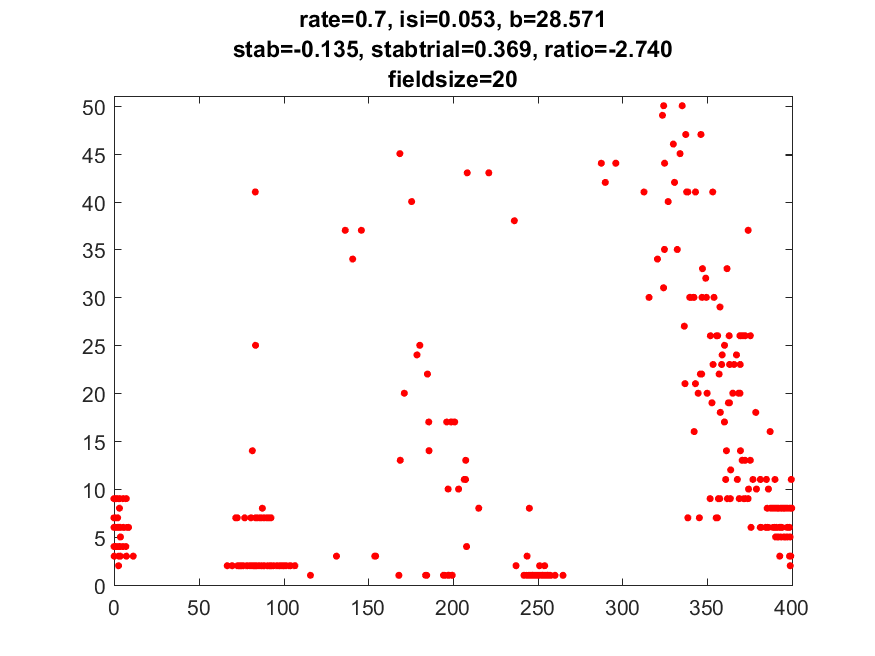 rate=0.7, isi=0.053, b=28.571
stab=-0.135, stabtrial=0.369, ratio=-2.740
fieldsize=20
50
45
40
35
30
25
20
15
10
5
0
0 50 100 150 200 250 300 350 400